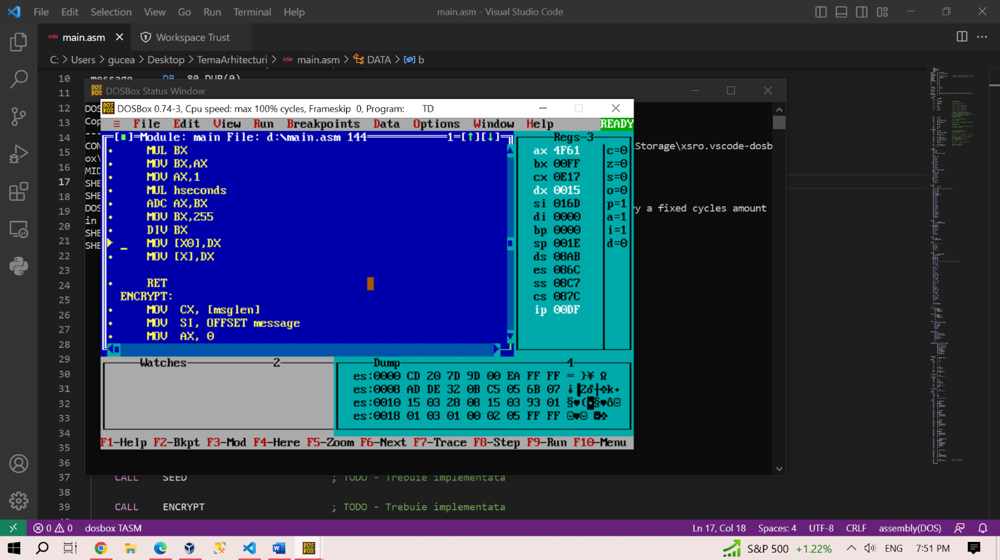 File Edit Selection View Go Run Terminal Help
main.asm - Visual Studio Code
ASM main.asm
Workspace Trust
C: > Users > gucea > Desktop > TemaArhitecturi > ASM main.asm > DATA > b
10 message DB 80 DUP(0)
11
12
13
14
15
16
17
18
19
20
21
22
23
24
25
26
27
28
29
30
31
32
33
34
35
36
37 CALL SEED ; TODO - Trebuie implementata
38
39 CALL ENCRYPT ; TODO - Trebuie implementata
DOSBox Status Window
DOS
Cop
---
CON
Storage\xsro.vscode-dosb
ox\
MID
SHE
SHE
DOS
y a fixed cycles amount
in
SHE
SHE
DOSBox 0.74-3, Cpu speed: max 100% cycles, Frameskip 0, Program: TD
≡ File Edit View Run Breakpoints Data Options Window Help READY
[■]=Module: main File: d:\main.asm 144 1=[↑][↓]
MUL BX
MOV BX,AX
MOV AX,1
MUL hseconds
ADC AX,BX
MOV BX,255
DIV BX
MOV [X0],DX
MOV [X],DX
RET
ENCRYPT:
MOV CX, [msglen]
MOV SI, OFFSET message
MOV AX, 0
Regs-3
ax 4F61 c=0
bx 00FF z=0
cx 0E17 s=0
dx 0015 o=0
si 016D p=1
di 0000 a=1
bp 0000 i=1
sp 001E d=0
ds 08AB
es 086C
ss 08C7
cs 087C
ip 00DF
Watches 2
Dump 4
es:0000 CD 20 7D 9D 00 EA FF FF = }¥ Ω
es:0008 AD DE 32 0B C5 05 6B 07
es:0010 15 03 28 08 15 03 93 01
es:0018 01 03 01 00 02 05 FF FF
F1-Help F2-Bkpt F3-Mod F4-Here F5-Zoom F6-Next F7-Trace F8-Step F9-Run F10-Menu
0 0 dosbox TASM
Ln 17, Col 18 Spaces: 4 UTF-8 CRLF assembly(DOS)
S&P 500 +1.22% ENG 7:51 PM